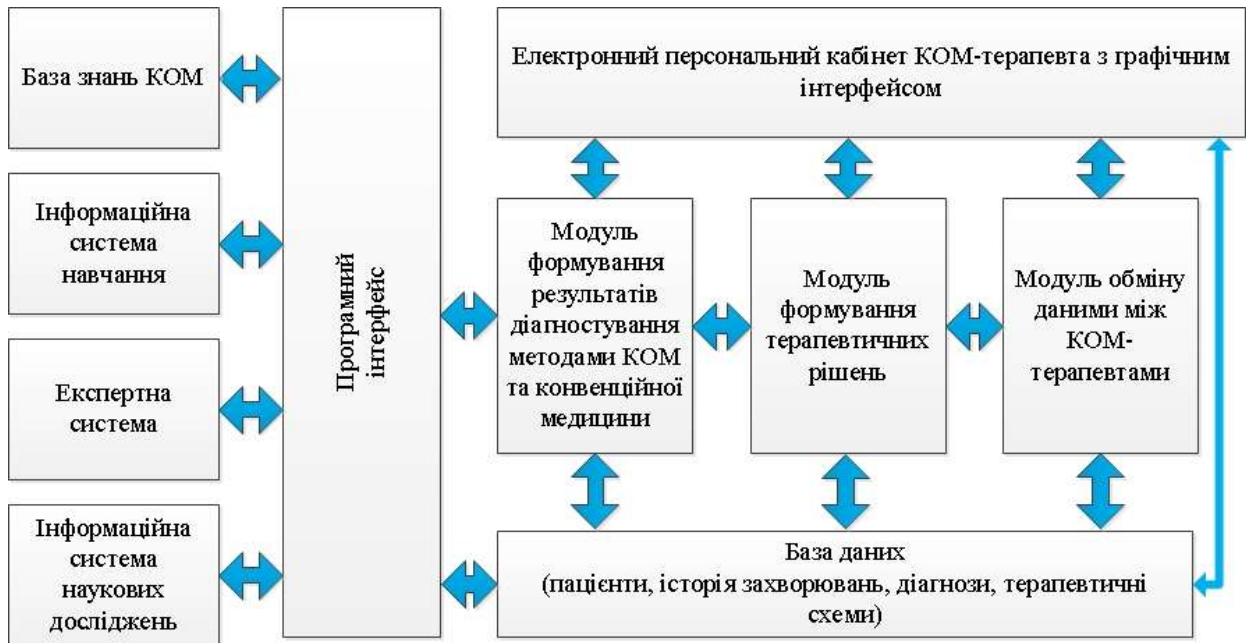 База знань КОМ
Інформаційна
система
навчання
Експертна
система
Інформаційна
система
наукових
досліджень
Програмний
інтерфейс
Електронний персональний кабінет КОМ-терапевта з графічним
інтерфейсом
Модуль
формування
результатів
діагностування
методами КОМ
та конвенційної
медицини
Модуль
формування
терапевтичних
рішень
Модуль обміну
даними між
КОМ-
терапевтами
База даних
(пацієнти, історія захворювань, діагнози, терапевтичні
схеми)